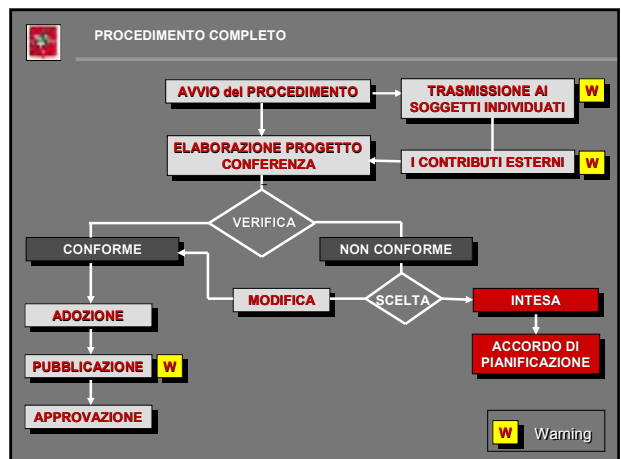 PROCEDIMENTO COMPLETO
AVVIO del PROCEDIMENTO
TRASMISSIONE AI
SOGGETTI INDIVIDUATI
W
ELABORAZIONE PROGETTO
CONFERENZA
I CONTRIBUTI ESTERNI
W
VERIFICA
CONFORME
NON CONFORME
MODIFICA
SCELTA
INTESA
ADOZIONE
ACCORDO DI
PIANIFICAZIONE
PUBBLICAZIONE
W
APPROVAZIONE
W
Warning